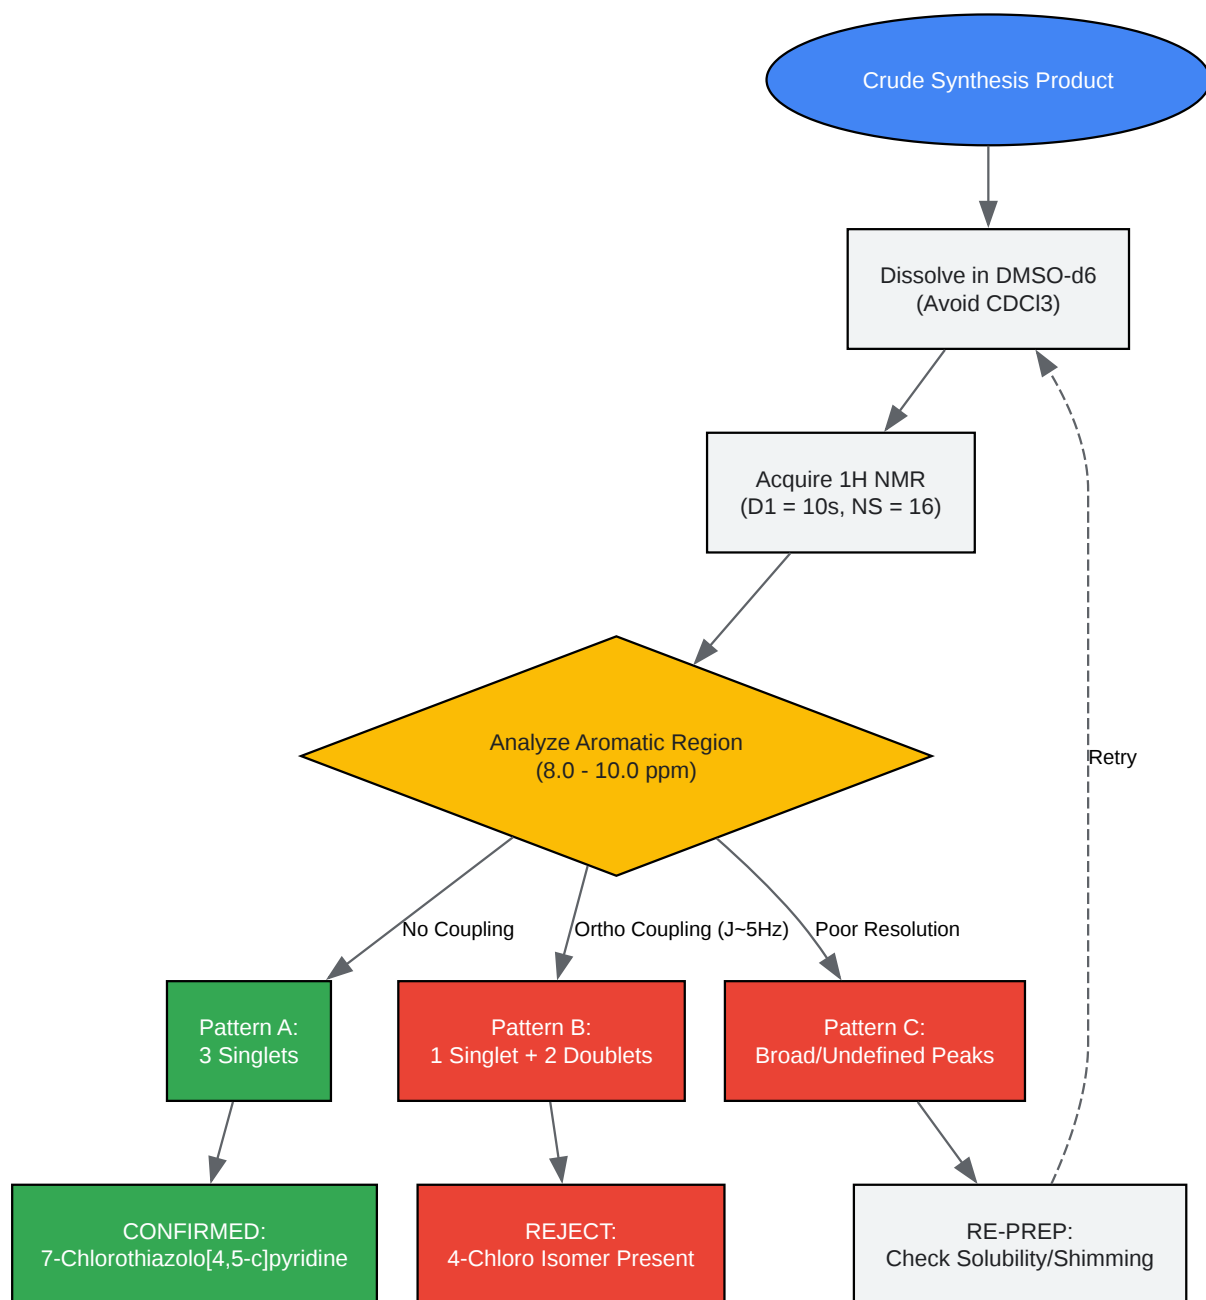 Crude Synthesis Product
Dissolve in DMSO-d6
(Avoid CDCl3)
Acquire 1H NMR
(D1 = 10s, NS = 16)
Analyze Aromatic Region
(8.0 - 10.0 ppm)
Retry
No Coupling
Ortho Coupling (J~5Hz)
Poor Resolution
Pattern A:
3 Singlets
Pattern B:
1 Singlet + 2 Doublets
Pattern C:
Broad/Undefined Peaks
CONFIRMED:
7-Chlorothiazolo[4,5-c]pyridine
REJECT:
4-Chloro Isomer Present
RE-PREP:
Check Solubility/Shimming